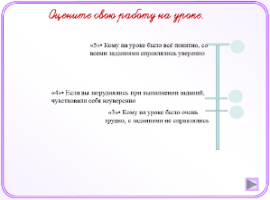 Оцените свою работу на уроке.
«5»• Кому на уроке было всё понятно, со
всеми заданиями справились уверенно
«4»• Если вы затруднялись при выполнении заданий,
чувствовали себя неуверенно
«3»• Кому на уроке было очень
трудно, с заданиями не справились